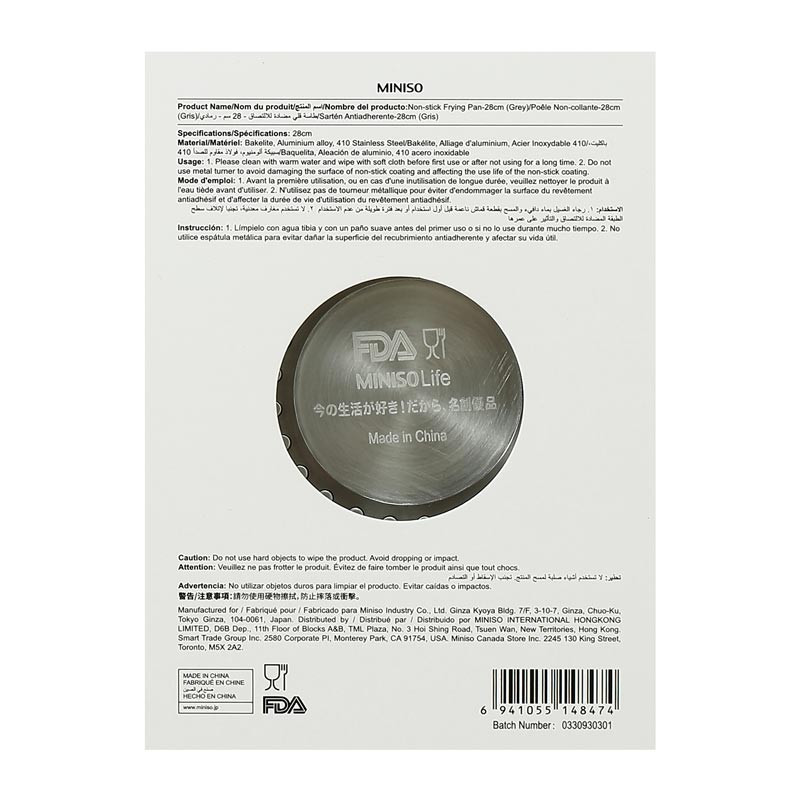 MINISO
Product Name/Nom du produit/اسم المنتج/Nombre del producto:Non-stick Frying Pan-28cm (Grey)/Poêle Non-collante-28cm
(Gris)/طاسة قلي مضادة للالتصاق - 28 سم - رمادي/Sartén Antiadherente-28cm (Gris)
Specifications/Spécifications: 28cm
Material/Matériel: Bakelite, Aluminium alloy, 410 Stainless Steel/Bakélite, Alliage d'aluminium, Acier Inoxydable 410/باكليت،
سبيكة ألومنيوم، فولاذ مقاوم للصدأ 410/Baquelita, Aleación de aluminio, 410 acero inoxidable
Usage: 1. Please clean with warm water and wipe with soft cloth before first use or after not using for a long time. 2. Do not
use metal turner to avoid damaging the surface of non-stick coating and affecting the use life of the non-stick coating.
Mode d'emploi: 1. Avant la première utilisation, ou en cas d'une inutilisation de longue durée, veuillez nettoyer le produit à
l'eau tiède avant d'utiliser. 2. N'utilisez pas de tourneur métallique pour éviter d'endommager la surface du revêtement
antiadhésif et d'affecter la durée de vie d'utilisation du revêtement antiadhésif.
الاستخدام: ١. رجاء الغسيل بماء دافيء والمسح بقطعة قماش ناعمة قبل أول استخدام أو بعد فترة طويلة من عدم الاستخدام. ٢. لا تستخدم مغارف معدنية، تجنبا لإتلاف سطح
الطبقة المضادة للالتصاق والتأثير على عمرها
Instrucción: 1. Límpielo con agua tibia y con un paño suave antes del primer uso o si no lo use durante mucho tiempo. 2. No
utilice espátula metálica para evitar dañar la superficie del recubrimiento antiadherente y afectar su vida útil.
FDA
MINISO Life
今の生活が好き!だから、名創優品
Made in China
Caution: Do not use hard objects to wipe the product. Avoid dropping or impact.
Attention: Veuillez ne pas frotter le produit. Évitez de faire tomber le produit ainsi que tout chocs.
تحذير: لا تستخدم أشياء صلبة لمسح المنتج. تجنب الإسقاط أو التصادم
Advertencia: No utilizar objetos duros para limpiar el producto. Evitar caídas o impactos.
警告/注意事項:請勿使用硬物擦拭,防止摔落或衝擊。
Manufactured for / Fabriqué pour / Fabricado para Miniso Industry Co., Ltd. Ginza Kyoya Bldg. 7/F, 3-10-7, Ginza, Chuo-Ku,
Tokyo Ginza, 104-0061, Japan. Distributed by / Distribué par / Distribuido por MINISO INTERNATIONAL HONGKONG
LIMITED, D6B Dep., 11th Floor of Blocks A&B, TML Plaza, No. 3 Hoi Shing Road, Tsuen Wan, New Territories, Hong Kong.
Smart Trade Group Inc. 2580 Corporate Pl, Monterey Park, CA 91754, USA. Miniso Canada Store Inc. 2245 130 King Street,
Toronto, M5X 2A2.
MADE IN CHINA
FABRIQUÉ EN CHINE
صنع في الصين
HECHO EN CHINA
www.miniso.jp
FDA
6 941055 148474
Batch Number: 0330930301